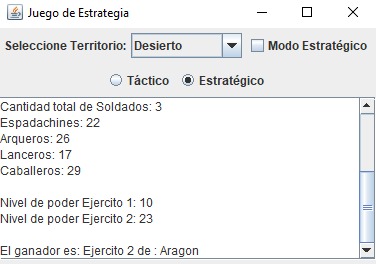 Juego de Estrategia
Seleccione Territorio: Desierto Modo Estratégico
Táctico Estratégico
Cantidad total de Soldados: 3
Espadachines: 22
Arqueros: 26
Lanceros: 17
Caballeros: 29
Nivel de poder Ejercito 1: 10
Nivel de poder Ejercito 2: 23
El ganador es: Ejercito 2 de : Aragon